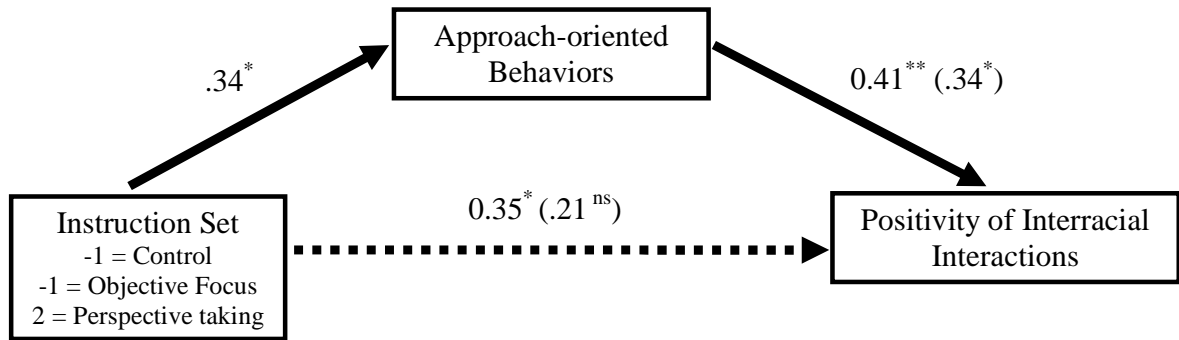 Approach-oriented
Behaviors
.34*
0.41** (.34*)
Instruction Set
-1 = Control
-1 = Objective Focus
2 = Perspective taking
0.35* (.21 ns)
Positivity of Interracial
Interactions